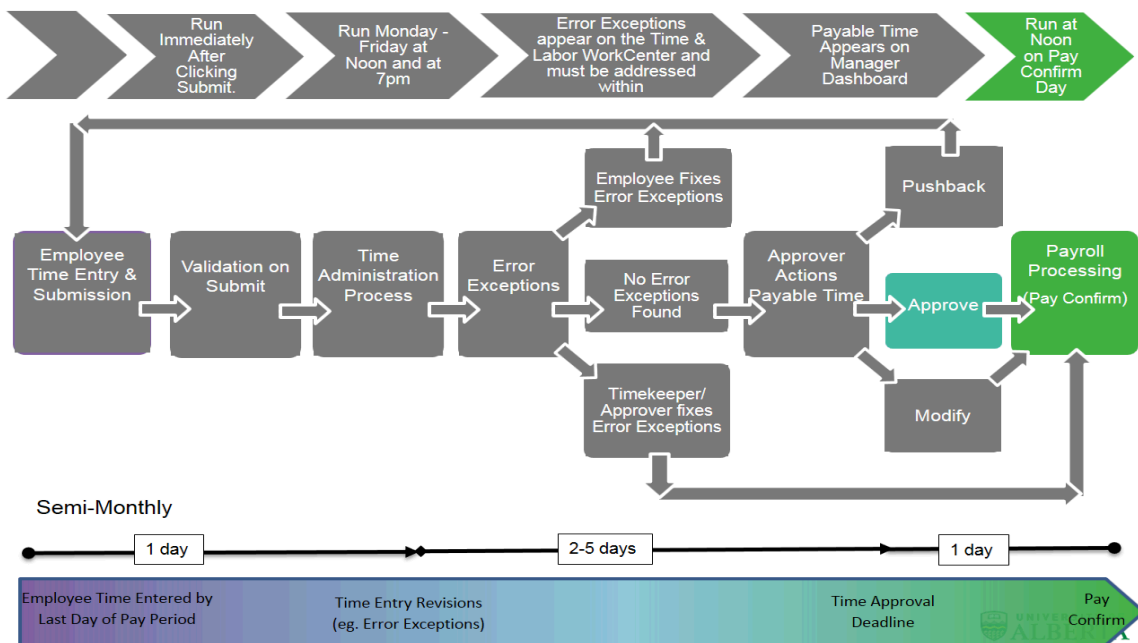 Run
Immediately
After
Clicking
Submit.
Run Monday -
Friday at
Noon and at
7pm
Error Exceptions
appear on the Time &
Labor WorkCenter and
must be addressed
within
Payable Time
Appears on
Manager
Dashboard
Run at
Noon
on Pay
Confirm
Day
Employee
Time Entry &
Submission
Validation on
Submit
Time
Administration
Process
Error
Exceptions
Employee Fixes
Error Exceptions
No Error
Exceptions
Found
Timekeeper/
Approver fixes
Error Exceptions
Approver
Actions
Payable Time
Pushback
Approve
Modify
Payroll
Processing
(Pay Confirm)
Semi-Monthly
1 day
2-5 days
1 day
Employee Time Entered by
Last Day of Pay Period
Time Entry Revisions
(eg. Error Exceptions)
Time Approval
Deadline
Pay
Confirm